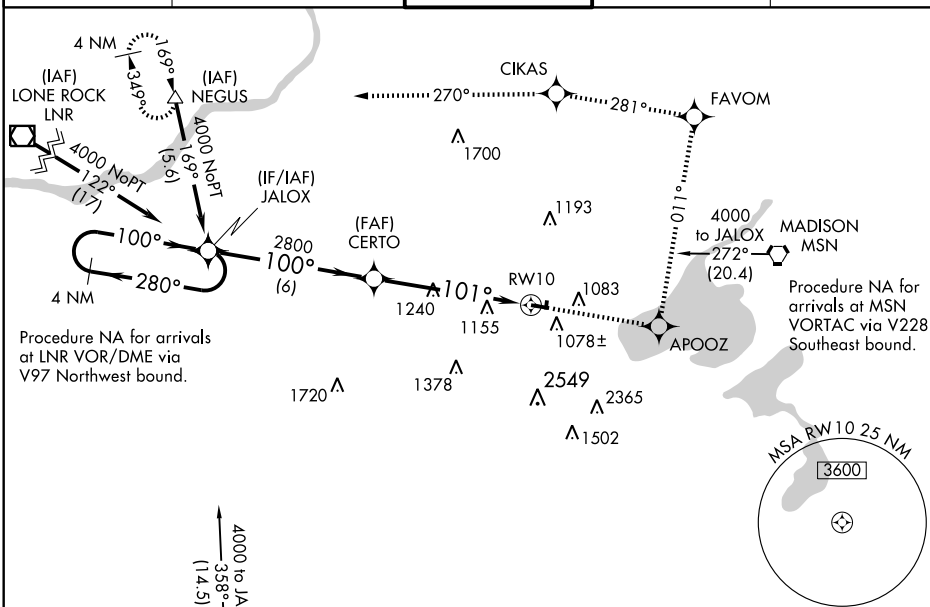 4 NM
169°
349°
(IAF)
NEGUS
(IAF)
LONE ROCK
LNR
4000 NoPT
122°
(17)
4000 NoPT
169°
(5.6)
(IF/IAF)
JALOX
100°
280°
4 NM
2800
100°
(6)
(FAF)
CERTO
CIKAS
270°
281°
FAVOM
1700
1193
011°
4000
to JALOX
272°
(20.4)
MADISON
MSN
RW10
101°
1240
1155
1083
1078±
APOOZ
Procedure NA for
arrivals at MSN
VORTAC via V228
Southeast bound.
Procedure NA for arrivals
at LNR VOR/DME via
V97 Northwest bound.
1720
1378
2549
2365
1502
MSA RW10 25 NM
3600
4000 to JA
358°
(14.5)